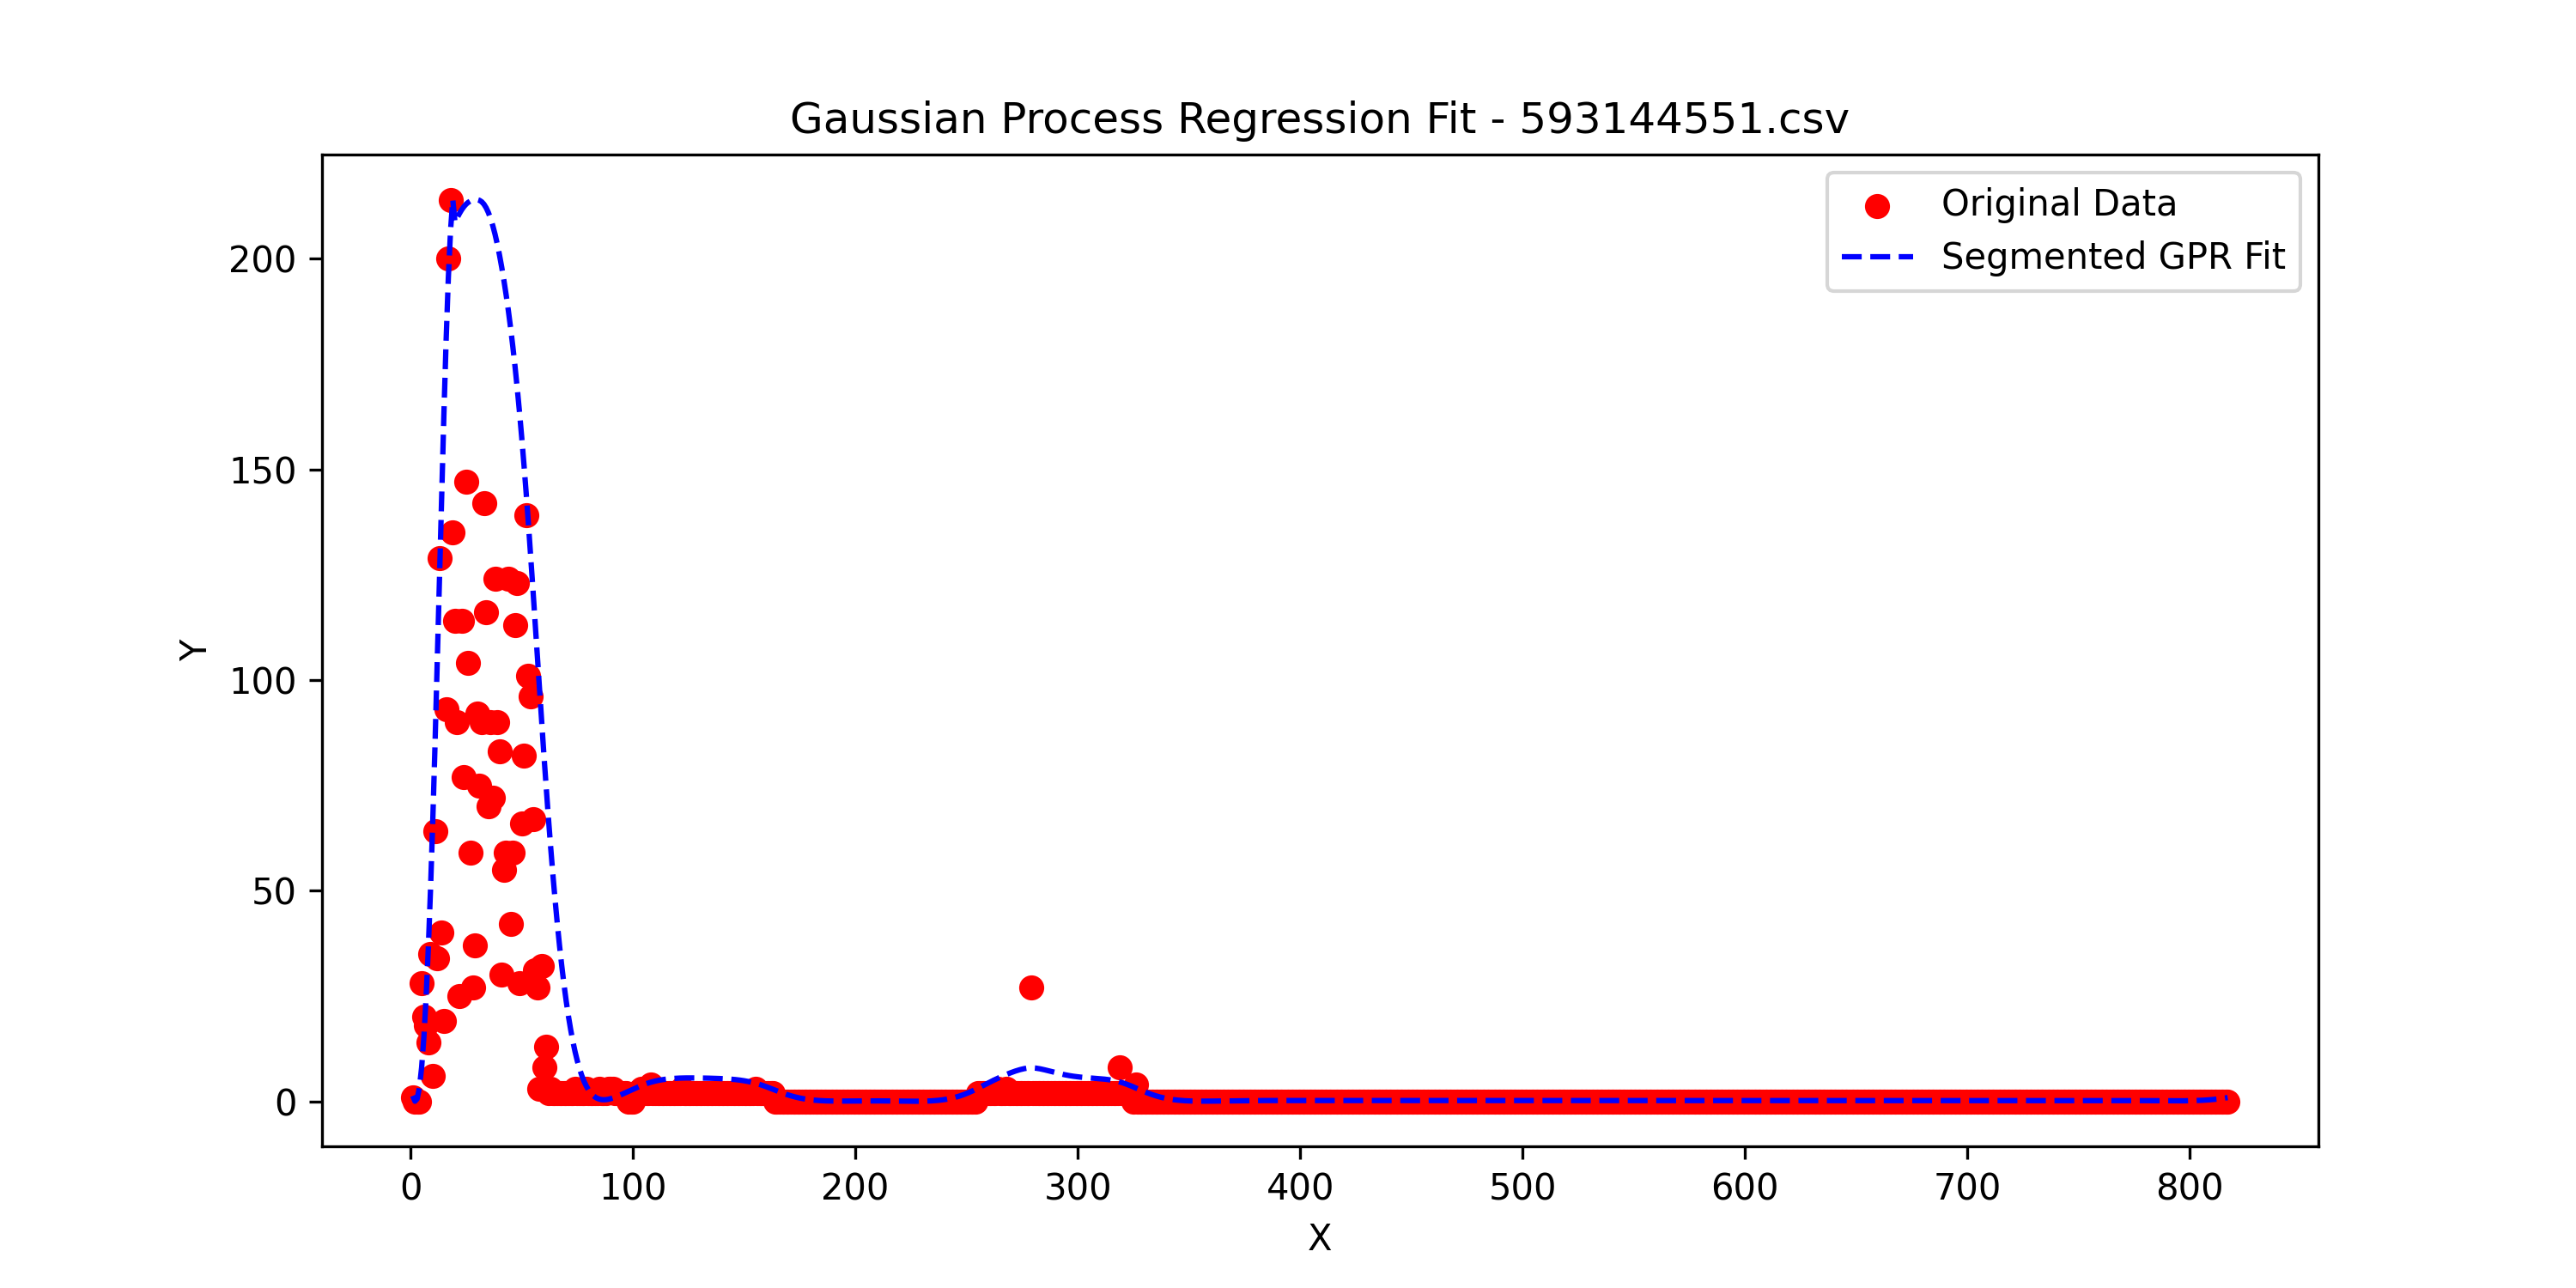 Gaussian Process Regression Fit - 593144551.csv
Original Data
Segmented GPR Fit
200
150
100
50
0
Y
0 100 200 300 400 500 600 700 800
X